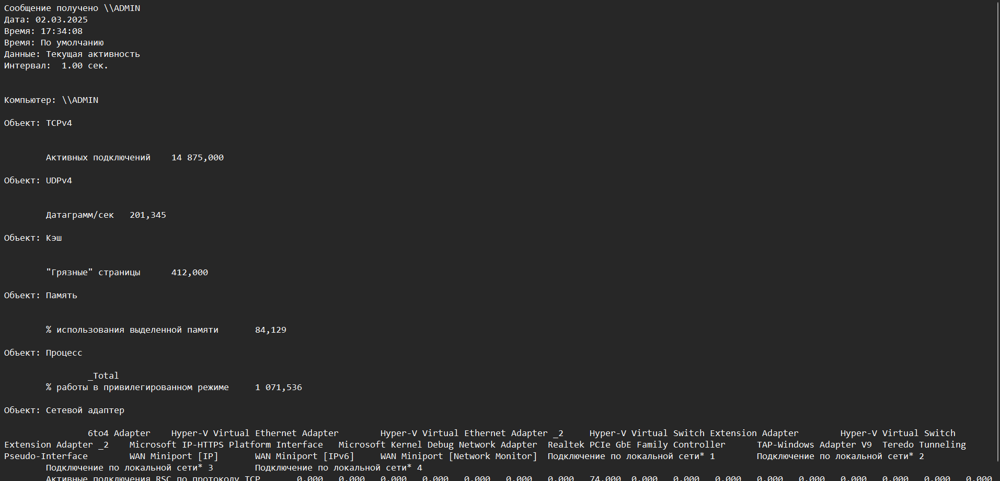 Сообщение получено \\ADMIN
Дата: 02.03.2025
Время: 17:34:08
Время: По умолчанию
Данные: Текущая активность
Интервал:  1.00 сек.
Компьютер: \\ADMIN
Объект: TCPv4
Активных подключений 14 875,000
Объект: UDPv4
Датаграмм/сек 201,345
Объект: Кэш
"Грязные" страницы 412,000
Объект: Память
% использования выделенной памяти 84,129
Объект: Процесс
_Total
% работы в привилегированном режиме 1 071,536
Объект: Сетевой адаптер
6to4 Adapter Hyper-V Virtual Ethernet Adapter Hyper-V Virtual Ethernet Adapter _2 Hyper-V Virtual Switch Extension Adapter Hyper-V Virtual Switch
Extension Adapter _2 Microsoft IP-HTTPS Platform Interface Microsoft Kernel Debug Network Adapter Realtek PCIe GbE Family Controller TAP-Windows Adapter V9 Teredo Tunneling
Pseudo-Interface WAN Miniport [IP] WAN Miniport [IPv6] WAN Miniport [Network Monitor] Подключение по локальной сети* 1 Подключение по локальной сети* 2
Подключение по локальной сети* 3 Подключение по локальной сети* 4
Активные подключения RSC по протоколу TCP 0,000 0,000 0,000 0,000 0,000 0,000 0,000 74,000 0,000 0,000 0,000 0,000 0,000 0,000 0,000 0,000 0,000